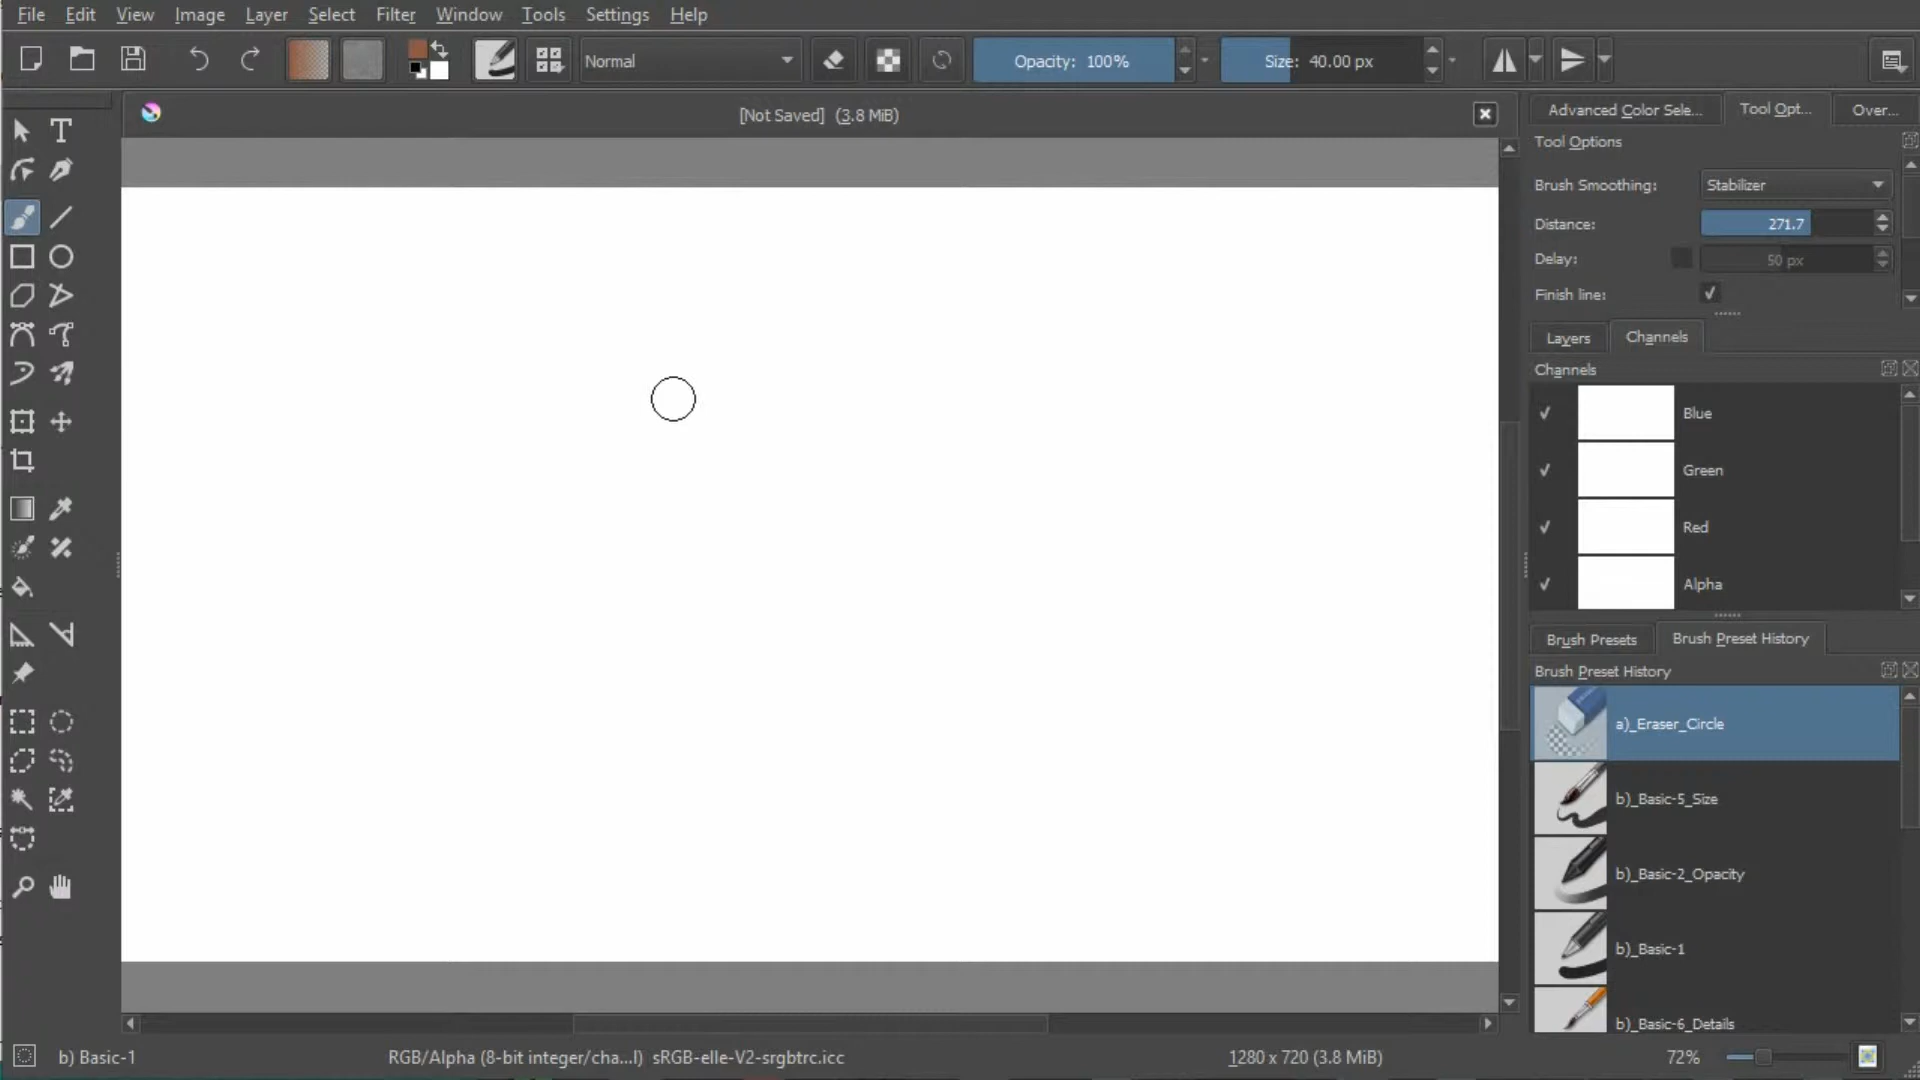 File Edit View Image Layer Select Filter Window Tools Settings Help
Normal Opacity: 100% Size: 40.00 px
[Not Saved] (3.8 MiB)
Advanced Color Sele... Tool Opt... Over...
T
Tool Options
Brush Smoothing: Stabilizer
Distance: 271.7
Delay: 50 px
Finish line:
Layers Channels
Channels
Blue
Green
Red
Alpha
Brush Presets Brush Preset History
Brush Preset History
a)_Eraser_Circle
b)_Basic-5_Size
b)_Basic-2_Opacity
b)_Basic-1
b)_Basic-6_Details
b) Basic-1 RGB/Alpha (8-bit integer/cha...l) sRGB-elle-V2-srgbtrc.icc 1280 x 720 (3.8 MiB) 72%